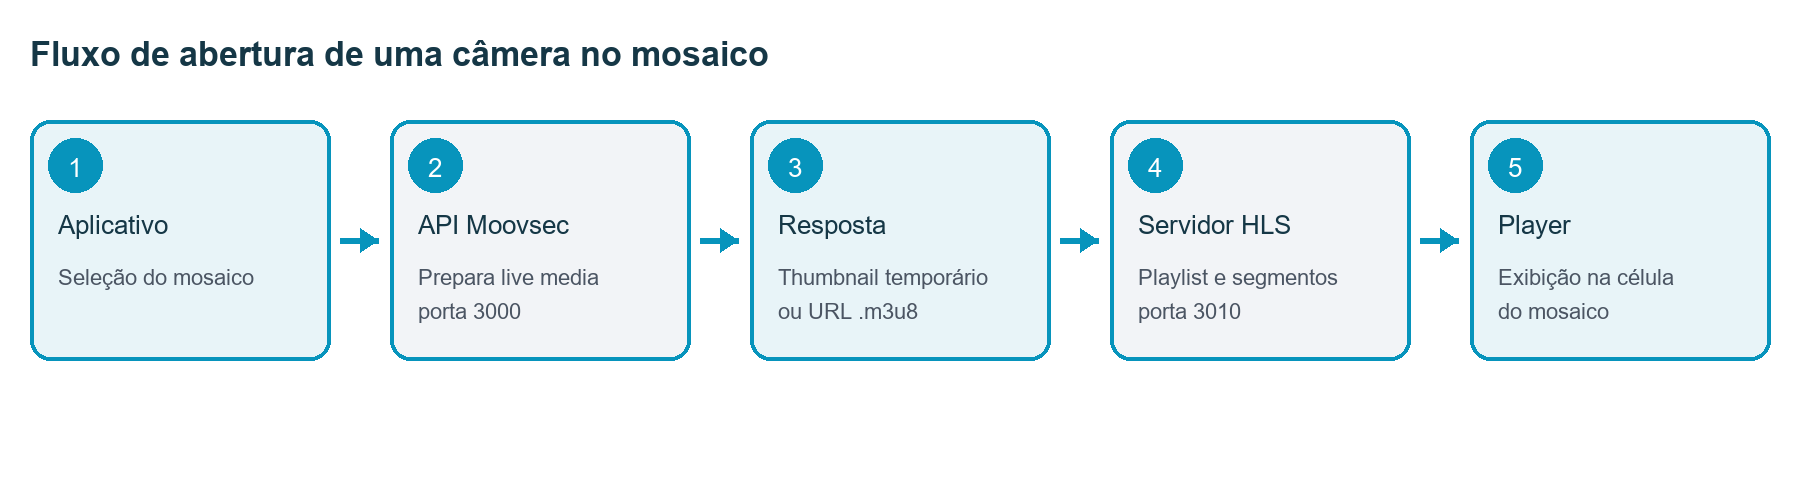 Fluxo de abertura de uma câmera no mosaico
1
Aplicativo
Seleção do mosaico
2
API Moovsec
Prepara live media
porta 3000
3
Resposta
Thumbnail temporário
ou URL .m3u8
4
Servidor HLS
Playlist e segmentos
porta 3010
5
Player
Exibição na célula
do mosaico